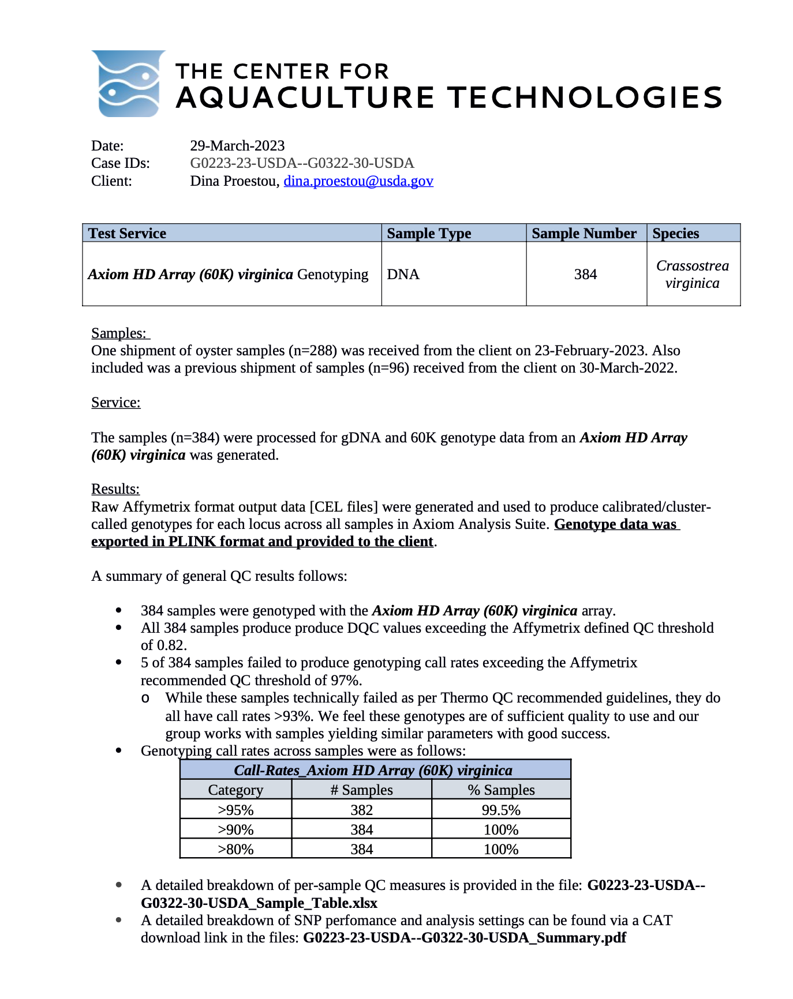 THE CENTER FOR
AQUACULTURE TECHNOLOGIES
Date: 29-March-2023
Case IDs: G0223-23-USDA--G0322-30-USDA
Client: Dina Proestou, dina.proestou@usda.gov
Test Service Sample Type Sample Number Species
Axiom HD Array (60K) virginica Genotyping DNA 384 Crassostrea
virginica
Samples:
One shipment of oyster samples (n=288) was received from the client on 23-February-2023. Also
included was a previous shipment of samples (n=96) received from the client on 30-March-2022.
Service:
The samples (n=384) were processed for gDNA and 60K genotype data from an Axiom HD Array
(60K) virginica was generated.
Results:
Raw Affymetrix format output data [CEL files] were generated and used to produce calibrated/cluster-
called genotypes for each locus across all samples in Axiom Analysis Suite. Genotype data was
exported in PLINK format and provided to the client.
A summary of general QC results follows:
• 384 samples were genotyped with the Axiom HD Array (60K) virginica array.
• All 384 samples produce produce DQC values exceeding the Affymetrix defined QC threshold
of 0.82.
• 5 of 384 samples failed to produce genotyping call rates exceeding the Affymetrix
recommended QC threshold of 97%.
o While these samples technically failed as per Thermo QC recommended guidelines, they do
all have call rates >93%. We feel these genotypes are of sufficient quality to use and our
group works with samples yielding similar parameters with good success.
• Genotyping call rates across samples were as follows:
Call-Rates_Axiom HD Array (60K) virginica
Category # Samples % Samples
>95% 382 99.5%
>90% 384 100%
>80% 384 100%
• A detailed breakdown of per-sample QC measures is provided in the file: G0223-23-USDA--
G0322-30-USDA_Sample_Table.xlsx
• A detailed breakdown of SNP perfomance and analysis settings can be found via a CAT
download link in the files: G0223-23-USDA--G0322-30-USDA_Summary.pdf